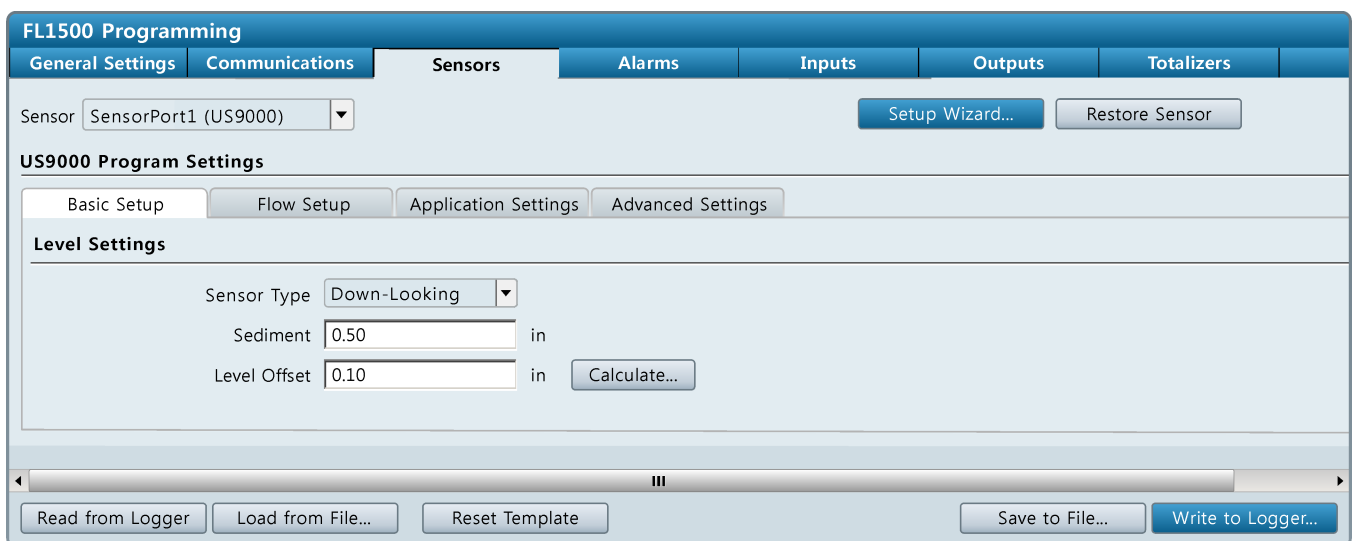 FL1500 Programming
General Settings Communications Sensors Alarms Inputs Outputs Totalizers
Sensor SensorPort1 (US9000) Setup Wizard... Restore Sensor
US9000 Program Settings
Basic Setup Flow Setup Application Settings Advanced Settings
Level Settings
Sensor Type Down-Looking
Sediment 0.50 in
Level Offset 0.10 in Calculate...
Read from Logger Load from File... Reset Template Save to File... Write to Logger...